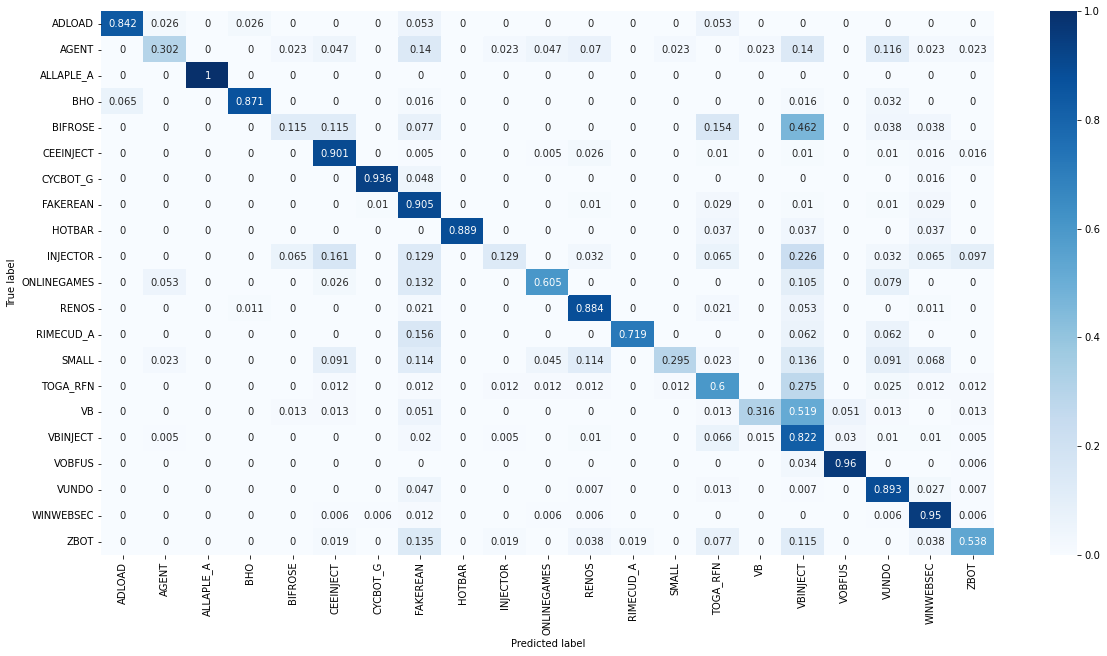 ADLOAD 0.842 0.026 0 0.026 0 0 0 0.053 0 0 0 0 0 0 0.053 0 0 0 0 0 0
AGENT 0 0.302 0 0 0.023 0.047 0 0.14 0 0.023 0.047 0.07 0 0.023 0 0.023 0.14 0 0.116 0.023 0.023
ALLAPLE_A 0 0 1 0 0 0 0 0 0 0 0 0 0 0 0 0 0 0 0 0 0
BHO 0.065 0 0 0.871 0 0 0 0.016 0 0 0 0 0 0 0 0 0.016 0 0.032 0 0
BIFROSE 0 0 0 0 0.115 0.115 0 0.077 0 0 0 0 0 0 0.154 0 0.462 0 0.038 0.038 0
CEEINJECT 0 0 0 0 0 0.901 0 0.005 0 0 0.005 0.026 0 0 0.01 0 0.01 0 0.01 0.016 0.016
CYCBOT_G 0 0 0 0 0 0 0.936 0.048 0 0 0 0 0 0 0 0 0 0 0 0.016 0
FAKEREAN 0 0 0 0 0 0 0.01 0.905 0 0 0 0.01 0 0 0.029 0 0.01 0 0.01 0.029 0
HOTBAR 0 0 0 0 0 0 0 0 0.889 0 0 0 0 0 0.037 0 0.037 0 0 0.037 0
INJECTOR 0 0 0 0 0.065 0.161 0 0.129 0 0.129 0 0.032 0 0 0.065 0 0.226 0 0.032 0.065 0.097
ONLINEGAMES 0 0.053 0 0 0 0.026 0 0.132 0 0 0.605 0 0 0 0 0 0.105 0 0.079 0 0
RENOS 0 0 0 0.011 0 0 0 0.021 0 0 0 0.884 0 0 0.021 0 0.053 0 0 0.011 0
RIMECUD_A 0 0 0 0 0 0 0 0.156 0 0 0 0 0.719 0 0 0 0.062 0 0.062 0 0
SMALL 0 0.023 0 0 0 0.091 0 0.114 0 0 0.045 0.114 0 0.295 0.023 0 0.136 0 0.091 0.068 0
TOGA_RFN 0 0 0 0 0 0.012 0 0.012 0 0.012 0.012 0.012 0 0.012 0.6 0 0.275 0 0.025 0.012 0.012
VB 0 0 0 0 0.013 0.013 0 0.051 0 0 0 0 0 0 0.013 0.316 0.519 0.051 0.013 0 0.013
VBINJECT 0 0.005 0 0 0 0 0 0.02 0 0.005 0 0.01 0 0 0.066 0.015 0.822 0.03 0.01 0.01 0.005
VOBFUS 0 0 0 0 0 0 0 0 0 0 0 0 0 0 0 0 0.034 0.96 0 0 0.006
VUNDO 0 0 0 0 0 0 0 0.047 0 0 0 0.007 0 0 0.013 0 0.007 0 0.893 0.027 0.007
WINWEBSEC 0 0 0 0 0 0.006 0.006 0.012 0 0 0.006 0.006 0 0 0 0 0 0 0.006 0.95 0.006
ZBOT 0 0 0 0 0 0.019 0 0.135 0 0.019 0 0.038 0.019 0 0.077 0 0.115 0 0 0.038 0.538
True label
ADLOAD AGENT ALLAPLE_A BHO BIFROSE CEEINJECT CYCBOT_G FAKEREAN HOTBAR INJECTOR ONLINEGAMES RENOS RIMECUD_A SMALL TOGA_RFN VB VBINJECT VOBFUS VUNDO WINWEBSEC ZBOT
Predicted label
1.0
0.8
0.6
0.4
0.2
0.0